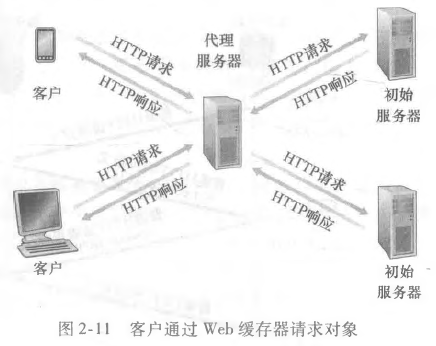 代理
服务器
HTTP请求
HTTP响应
HTTP请求
HTTP响应
客户
初始
服务器
HTTP请求
HTTP响应
HTTP请求
HTTP响应
客户
初始
服务器
图 2-11 客户通过 Web 缓存器请求对象